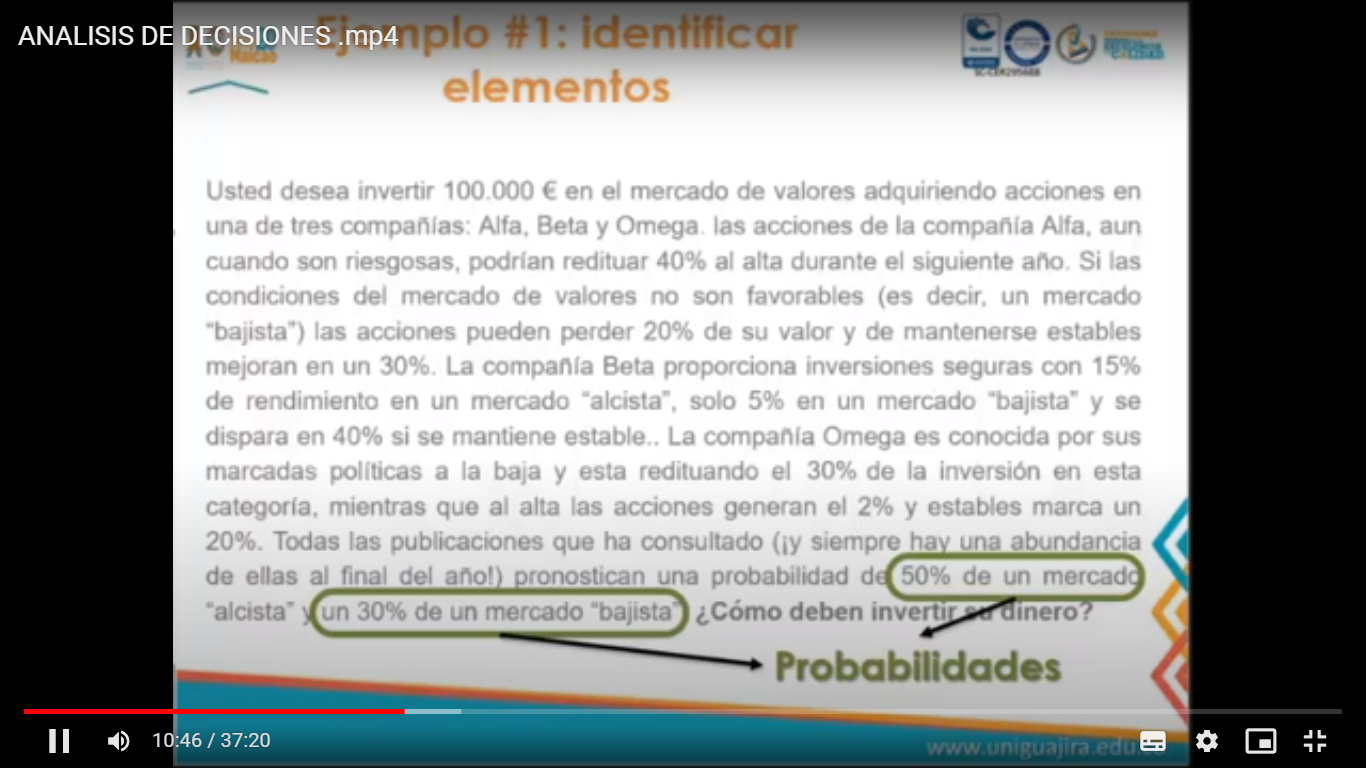 ANALISIS DE DECISIONES .mp4
Ejemplo #1: identificar
elementos
Maicao
SC-CER295688
Usted desea invertir 100.000 € en el mercado de valores adquiriendo acciones en
una de tres compañías: Alfa, Beta y Omega. las acciones de la compañía Alfa, aun
cuando son riesgosas, podrían redituar 40% al alta durante el siguiente año. Si las
condiciones del mercado de valores no son favorables (es decir, un mercado
“bajista”) las acciones pueden perder 20% de su valor y de mantenerse estables
mejoran en un 30%. La compañía Beta proporciona inversiones seguras con 15%
de rendimiento en un mercado “alcista”, solo 5% en un mercado “bajista” y se
dispara en 40% si se mantiene estable.. La compañía Omega es conocida por sus
marcadas políticas a la baja y esta redituando el 30% de la inversión en esta
categoría, mientras que al alta las acciones generan el 2% y estables marca un
20%. Todas las publicaciones que ha consultado (¡y siempre hay una abundancia
de ellas al final del año!) pronostican una probabilidad de 50% de un mercado
“alcista” y un 30% de un mercado “bajista” ¿Cómo deben invertir su dinero?
Probabilidades
10:46 / 37:20
www.uniguajira.edu.co